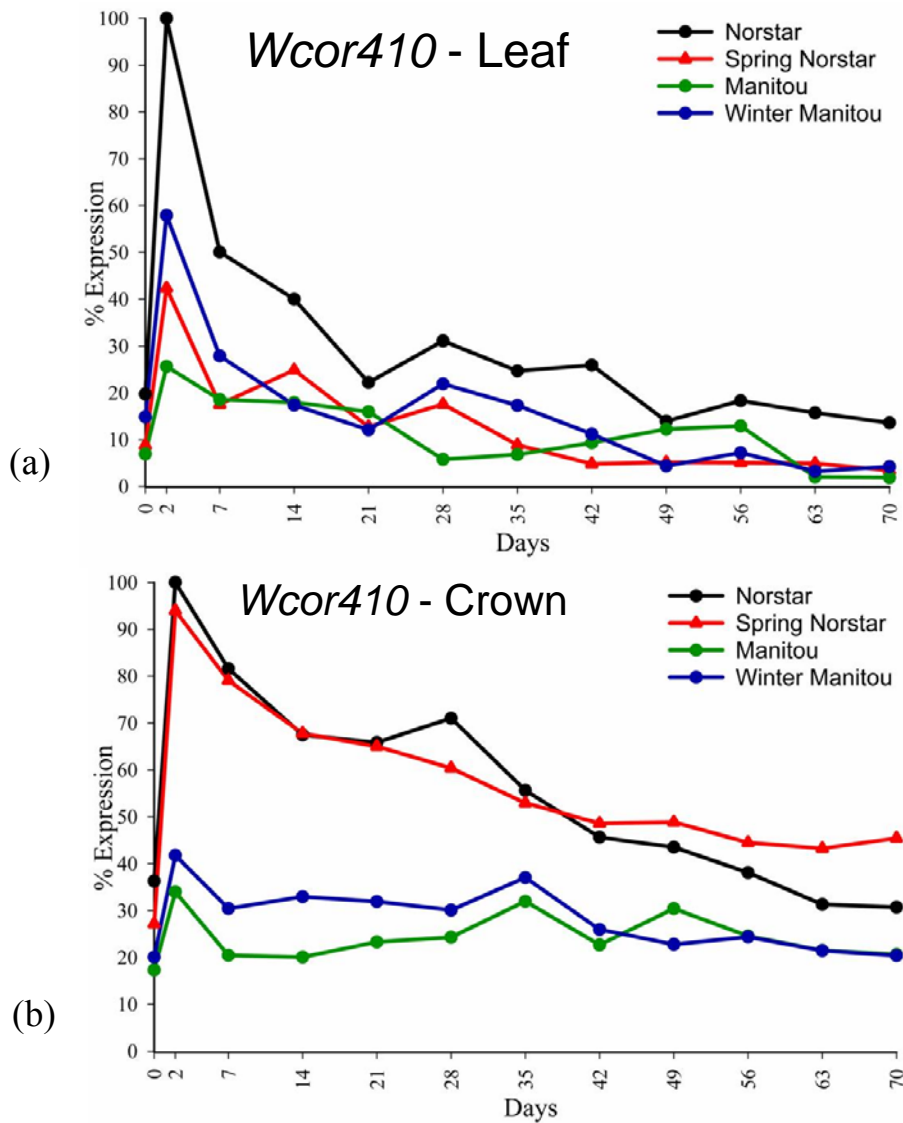 Wcor410 - Leaf
Norstar
Spring Norstar
Manitou
Winter Manitou
% Expression
100
90
80
70
60
50
40
30
20
10
0
0 2 7 14 21 28 35 42 49 56 63 70
Days
(a)
Wcor410 - Crown
Norstar
Spring Norstar
Manitou
Winter Manitou
% Expression
100
90
80
70
60
50
40
30
20
10
0
0 2 7 14 21 28 35 42 49 56 63 70
Days
(b)